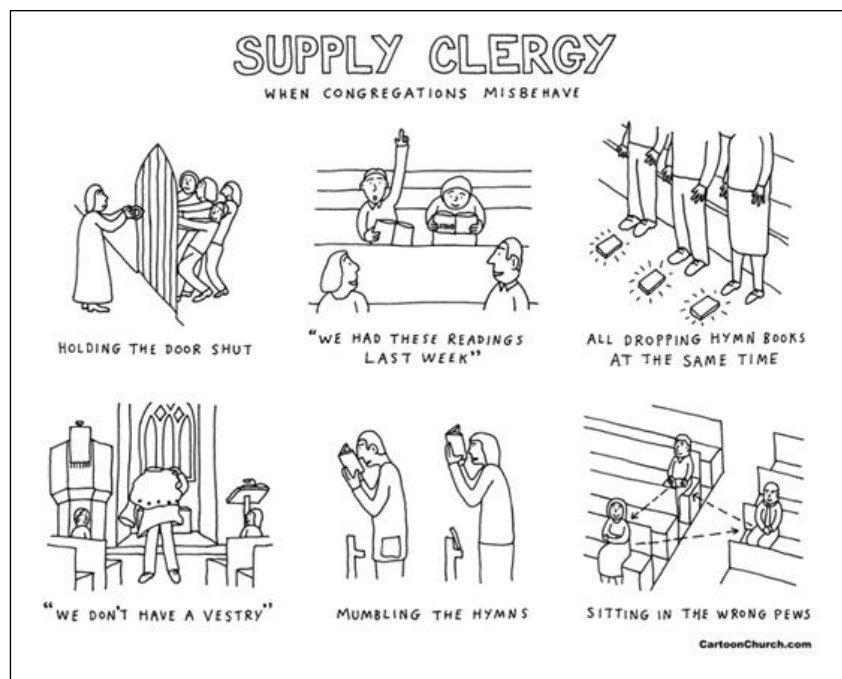 SUPPLY CLERGY
WHEN CONGREGATIONS MISBEHAVE
HOLDING THE DOOR SHUT
"WE HAD THESE READINGS
LAST WEEK"
ALL DROPPING HYMN BOOKS
AT THE SAME TIME
"WE DON'T HAVE A VESTRY"
MUMBLING THE HYMNS
SITTING IN THE WRONG PEWS
CartoonChurch.com